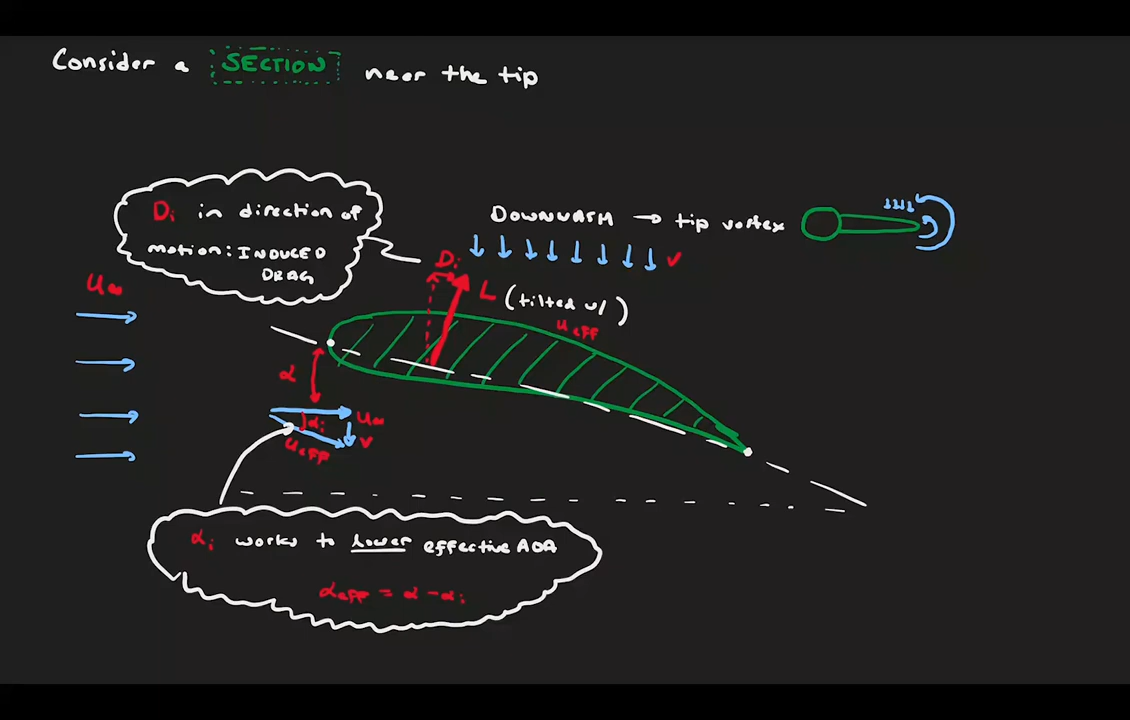 Consider a SECTION near the tip
Di in direction of
motion: INDUCED
DRAG
DOWNWASH → tip vortex
v
Di
L (tilted w/
ueff)
U∞
α
U∞
αi
v
ueff
αi works to lower effective AOA
αeff = α - αi